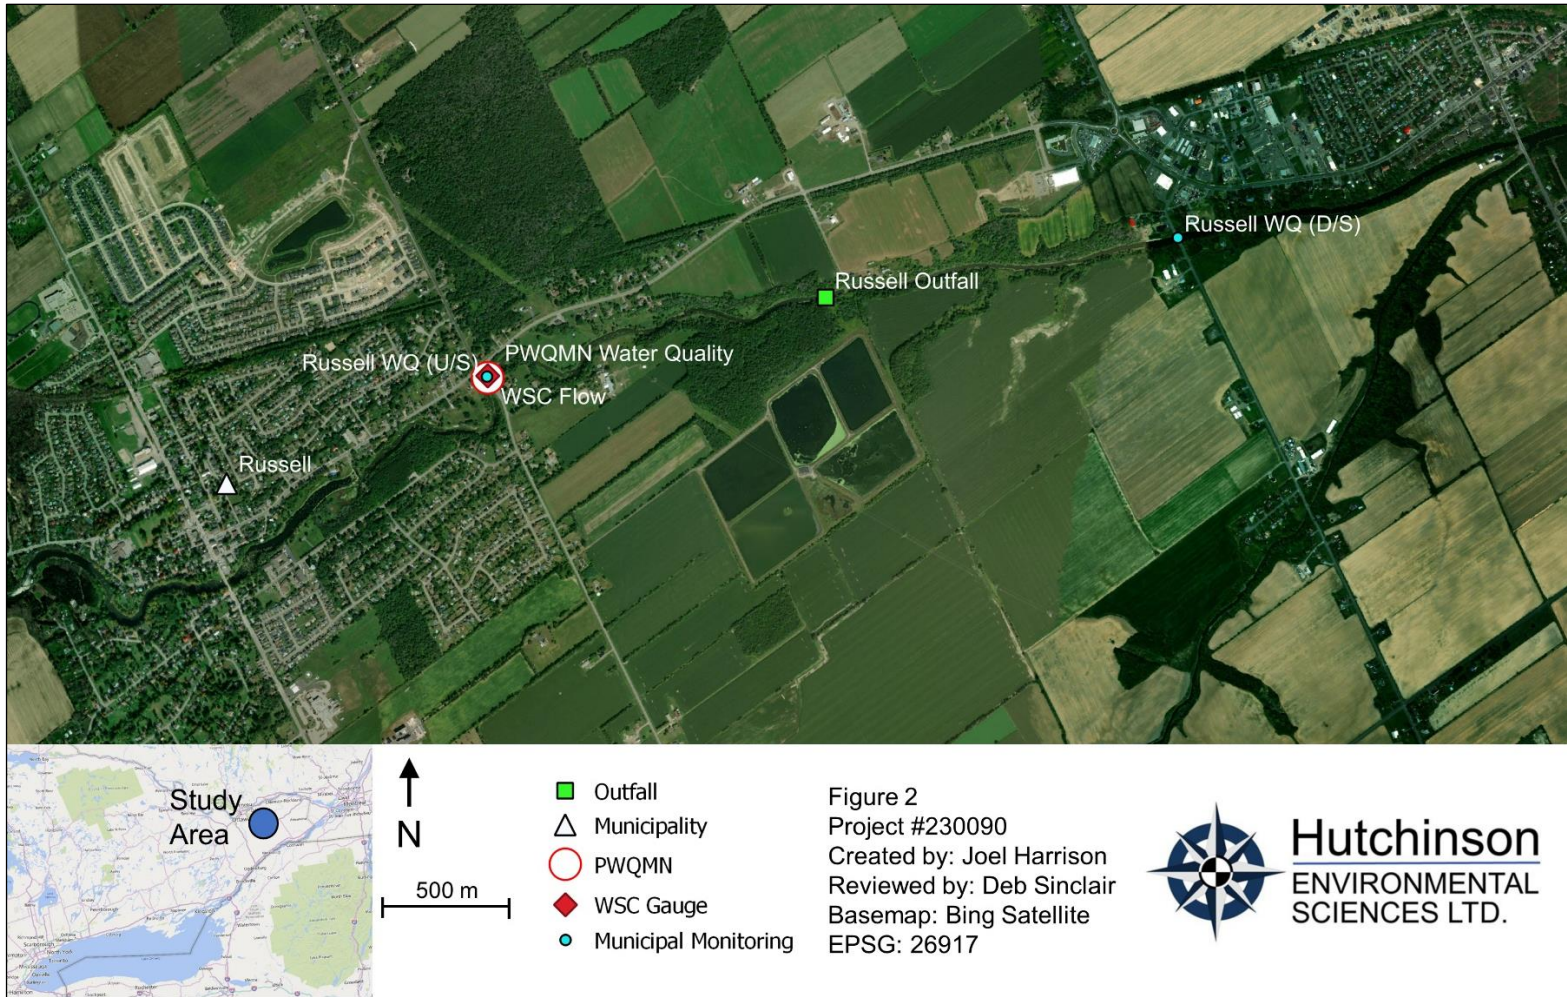 Russell WQ (D/S)
Russell Outfall
Russell WQ (U/S)
PWQMN Water Quality
WSC Flow
Russell
Study
Area
N
500 m
Outfall
Municipality
PWQMN
WSC Gauge
Municipal Monitoring
Figure 2
Project #230090
Created by: Joel Harrison
Reviewed by: Deb Sinclair
Basemap: Bing Satellite
EPSG: 26917
Hutchinson
ENVIRONMENTAL
SCIENCES LTD.